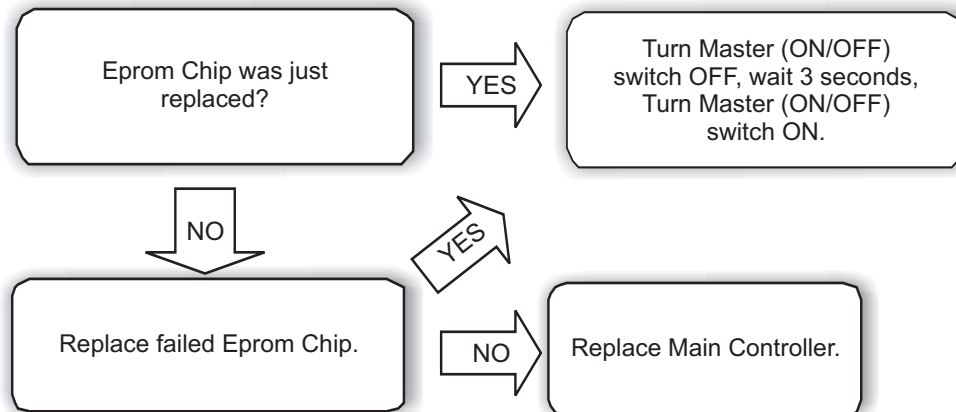 Eprom Chip was just
replaced?
YES
Turn Master (ON/OFF)
switch OFF, wait 3 seconds,
Turn Master (ON/OFF)
switch ON.
NO
YES
Replace failed Eprom Chip.
NO
Replace Main Controller.